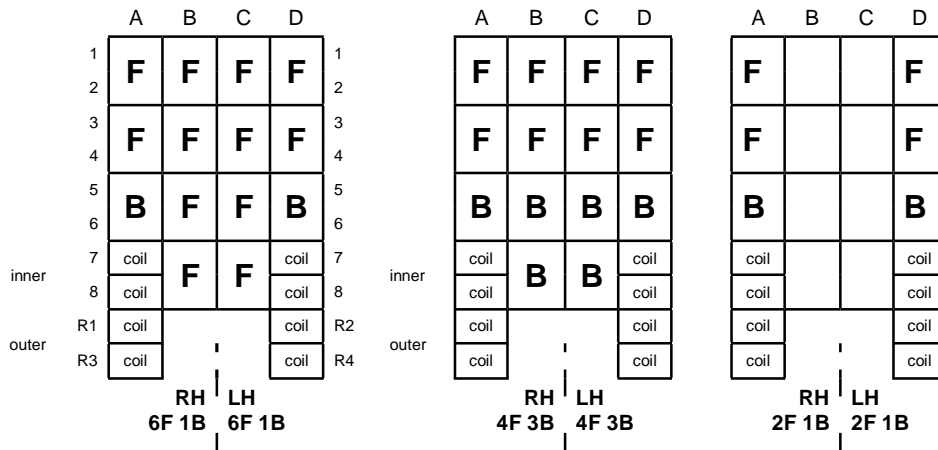 A B C D A B C D A B C D
1 1
F F F F F F F F F F
2 2
3 3
F F F F F F F F F F
4 4
5 5
B F F B B B B B B B
6 6
7 coil coil 7 coil coil 7 coil coil
inner F F inner B B
8 coil coil 8 coil coil 8 coil coil
R1 coil coil R2 coil coil coil coil
outer outer
R3 coil coil R4 coil coil coil coil
RH LH RH LH RH LH
6F 1B 6F 1B 4F 3B 4F 3B 2F 1B 2F 1B